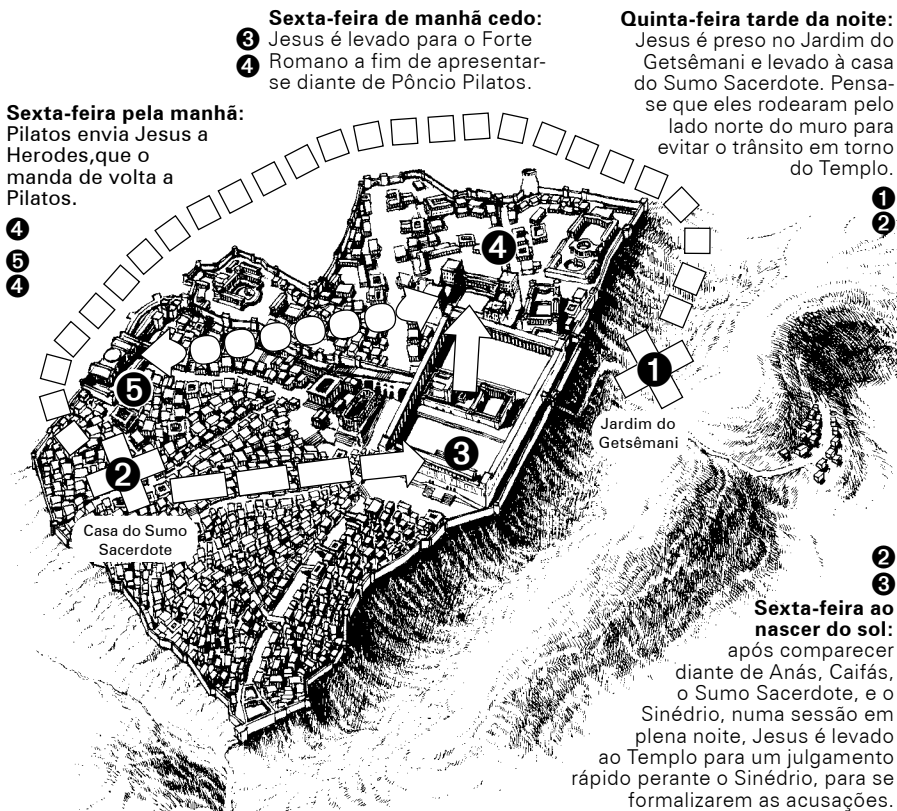 Sexta-feira de manhã cedo:
❸ Jesus é levado para o Forte
❹ Romano a fim de apresentar-
se diante de Pôncio Pilatos.
Quinta-feira tarde da noite:
Jesus é preso no Jardim do
Getsêmani e levado à casa
do Sumo Sacerdote. Pensa-
se que eles rodearam pelo
lado norte do muro para
evitar o trânsito em torno
do Templo.
❶
❷
Sexta-feira pela manhã:
Pilatos envia Jesus a
Herodes,que o
manda de volta a
Pilatos.
❹
❺
❹
❹
❶
Jardim do
Getsêmani
❺
❸
❷
Casa do Sumo
Sacerdote
❷
❸
Sexta-feira ao
nascer do sol:
após comparecer
diante de Anás, Caifás,
o Sumo Sacerdote, e o
Sinédrio, numa sessão em
plena noite, Jesus é levado
ao Templo para um julgamento
rápido perante o Sinédrio, para se
formalizarem as acusações.